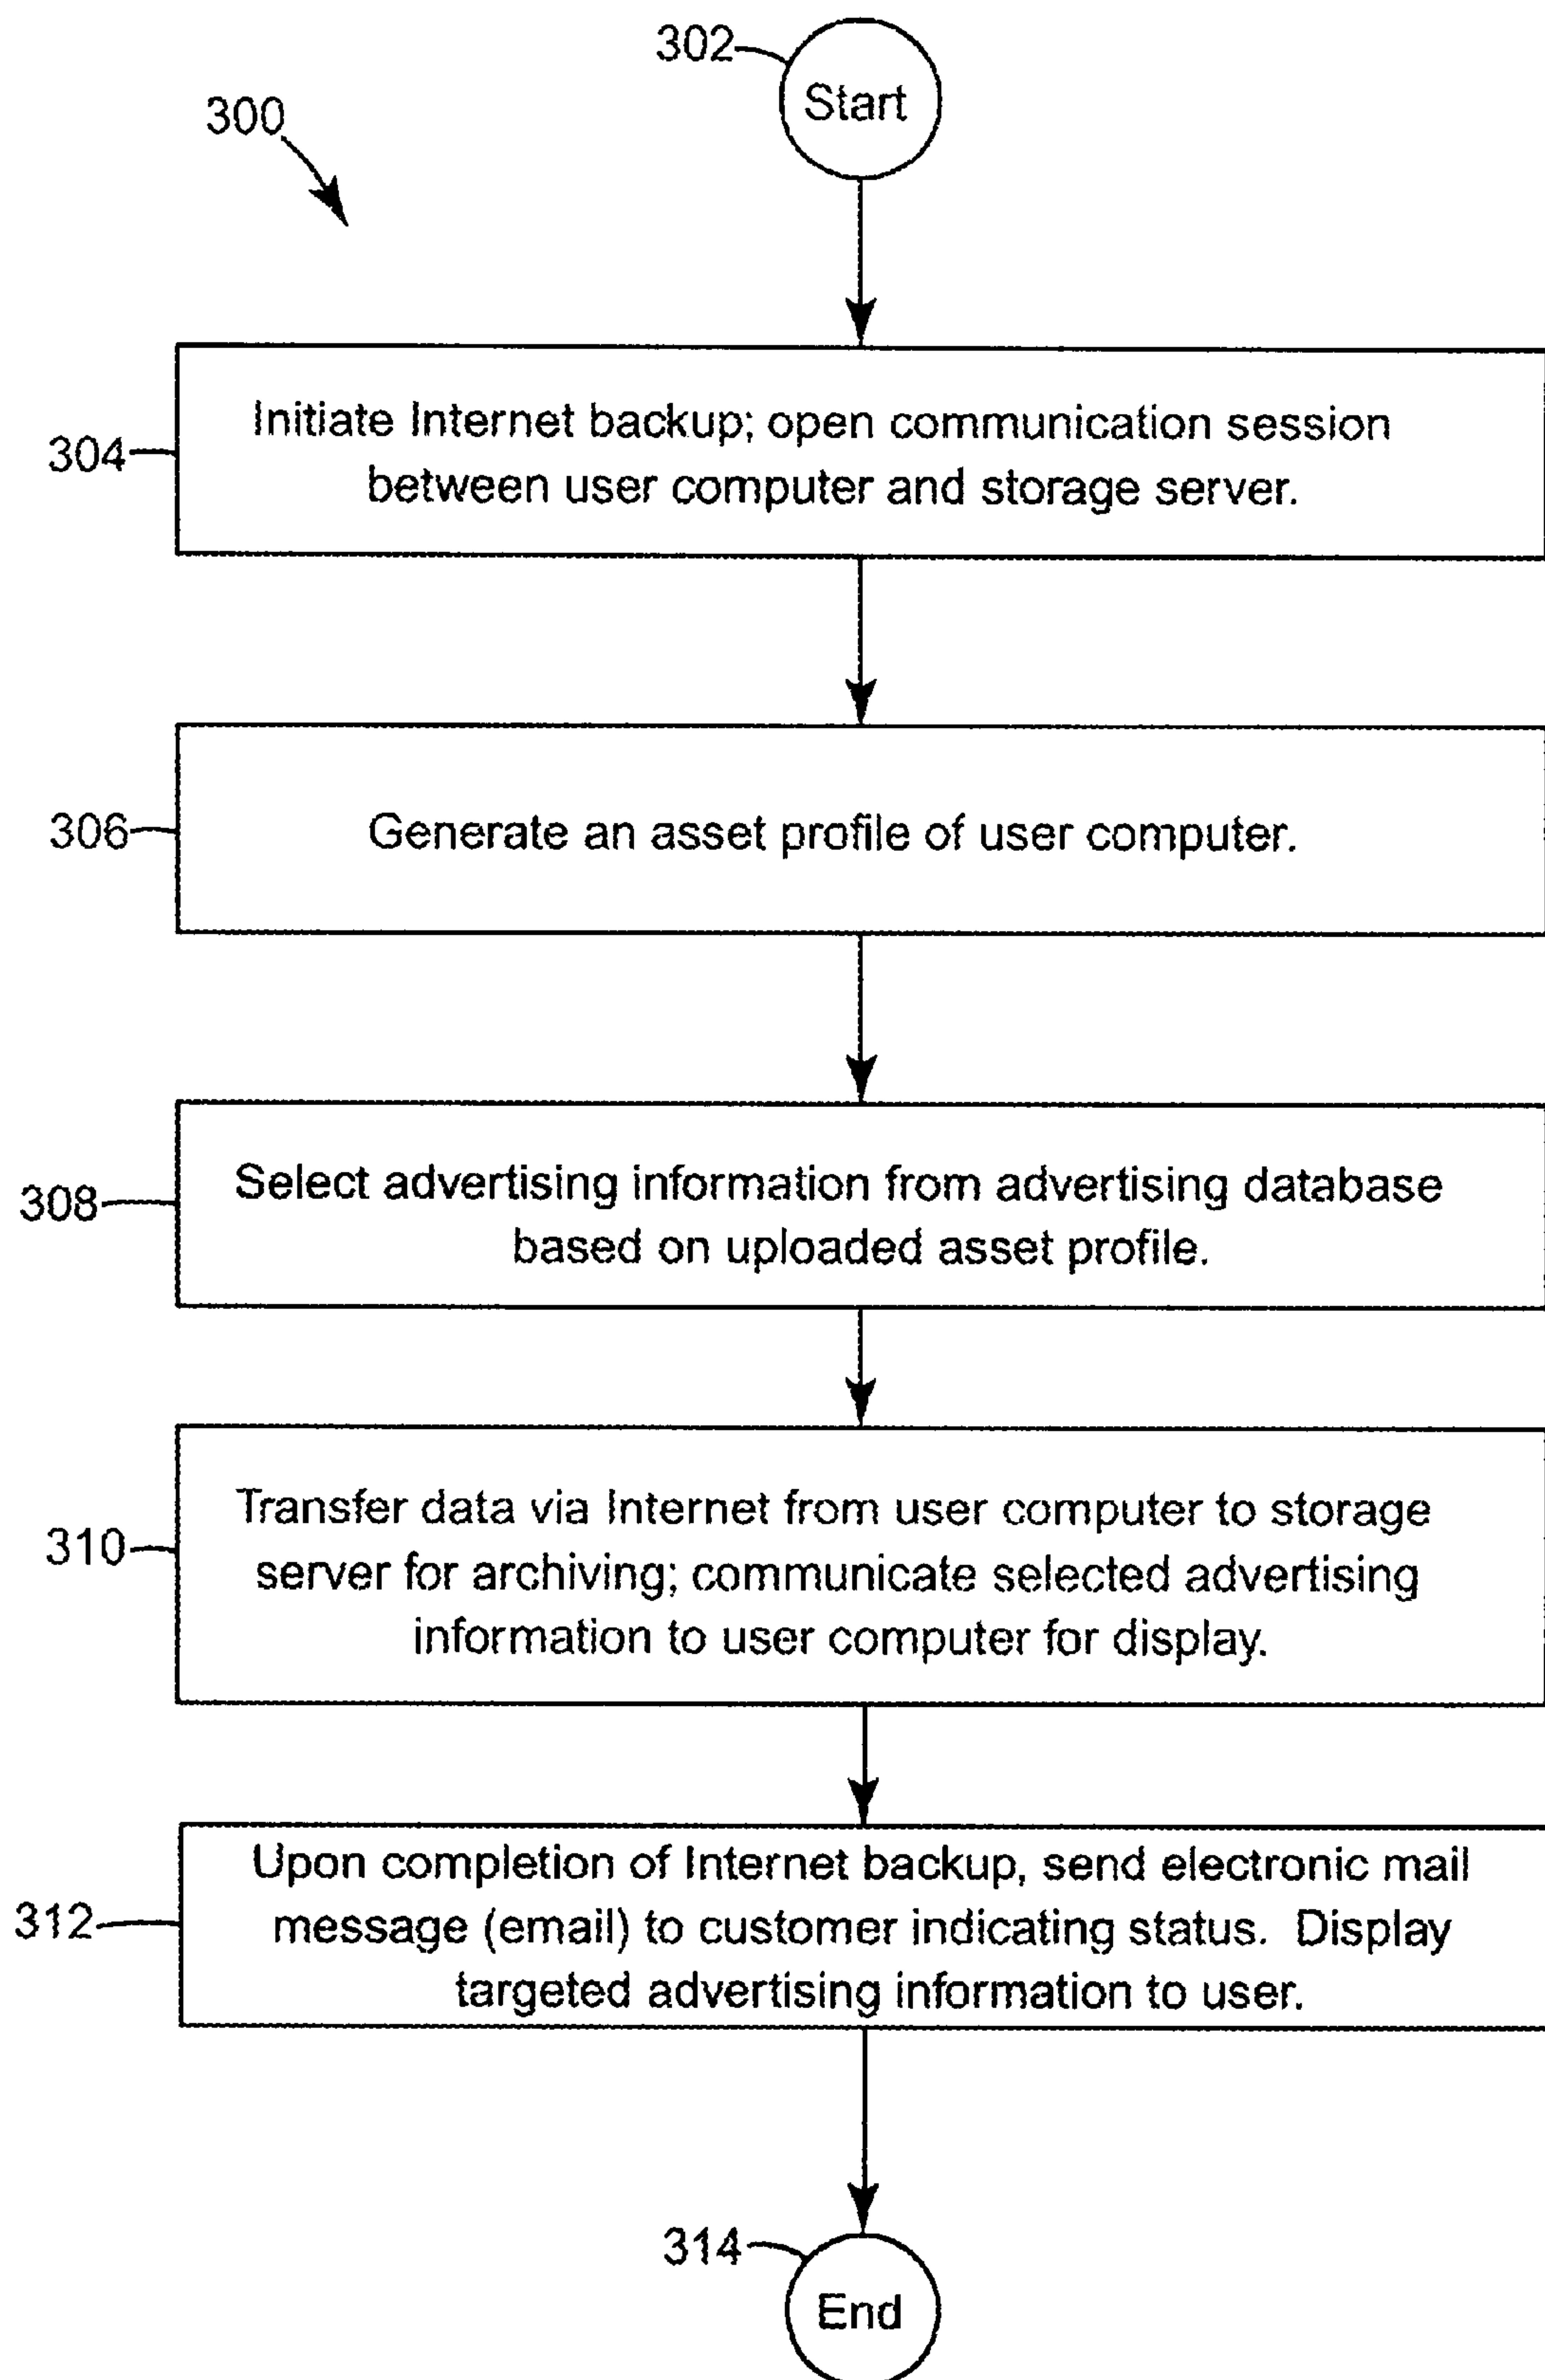 302
Start
300
304
Initiate Internet backup; open communication session
between user computer and storage server.
306
Generate an asset profile of user computer.
308
Select advertising information from advertising database
based on uploaded asset profile.
310
Transfer data via Internet from user computer to storage
server for archiving; communicate selected advertising
information to user computer for display.
312
Upon completion of Internet backup, send electronic mail
message (email) to customer indicating status.  Display
targeted advertising information to user.
314
End